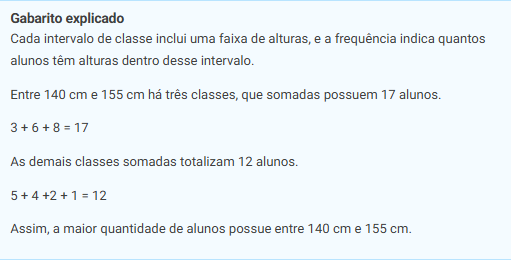 Gabarito explicado
Cada intervalo de classe inclui uma faixa de alturas, e a frequência indica quantos
alunos têm alturas dentro desse intervalo.
Entre 140 cm e 155 cm há três classes, que somadas possuem 17 alunos.
3 + 6 + 8 = 17
As demais classes somadas totalizam 12 alunos.
5 + 4 +2 + 1 = 12
Assim, a maior quantidade de alunos possue entre 140 cm e 155 cm.